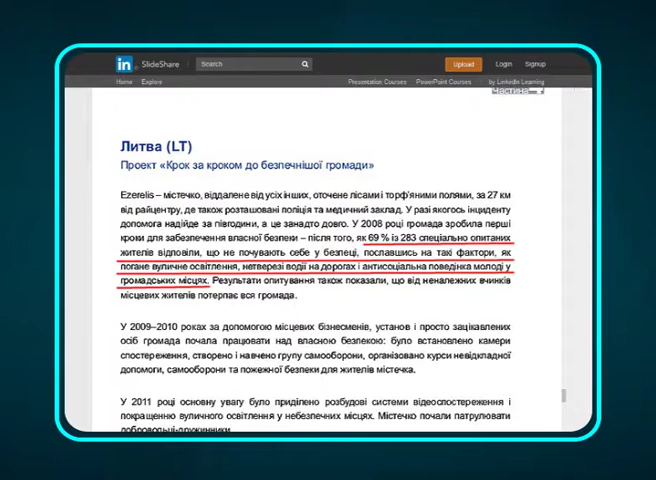 in SlideShare Search Upload Login Signup
Home Explore Presentation Courses PowerPoint Courses by LinkedIn Learning
Литва (LT)
Проект «Крок за кроком до безпечнішої громади»
Ezerelis – містечко, віддалене від усіх інших, оточене лісами і торф'яними полями, за 27 км
від райцентру, де також розташовані поліція та медичний заклад. У разі якогось інциденту
допомога надійде за півгодини, а це занадто довго. У 2008 році громада зробила перші
кроки для забезпечення власної безпеки – після того, як 69 % із 283 спеціально опитаних
жителів відповіли, що не почувають себе у безпеці, пославшись на такі фактори, як
погане вуличне освітлення, нетверезі водії на дорогах і антисоціальна поведінка молоді у
громадських місцях. Результати опитування також показали, що від неналежних вчинків
місцевих жителів потерпає вся громада.
У 2009–2010 роках за допомогою місцевих бізнесменів, установ і просто зацікавлених
осіб громада почала працювати над власною безпекою: було встановлено камери
спостереження, створено і навчено групу самооборони, організовано курси невідкладної
допомоги, самооборони та пожежної безпеки для жителів містечка.
У 2011 році основну увагу було приділено розбудові системи відеоспостереження і
покращенню вуличного освітлення у небезпечних місцях. Містечко почали патрулювати
добровольці-дружинники.